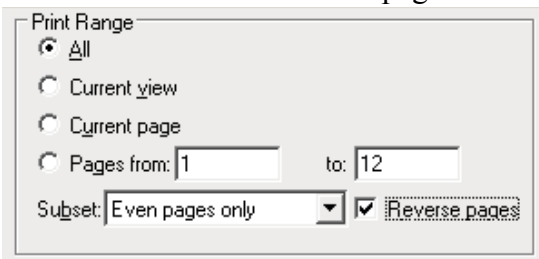 Print Range
All
Current view
Current page
Pages from: 1 to: 12
Subset: Even pages only Reverse pages